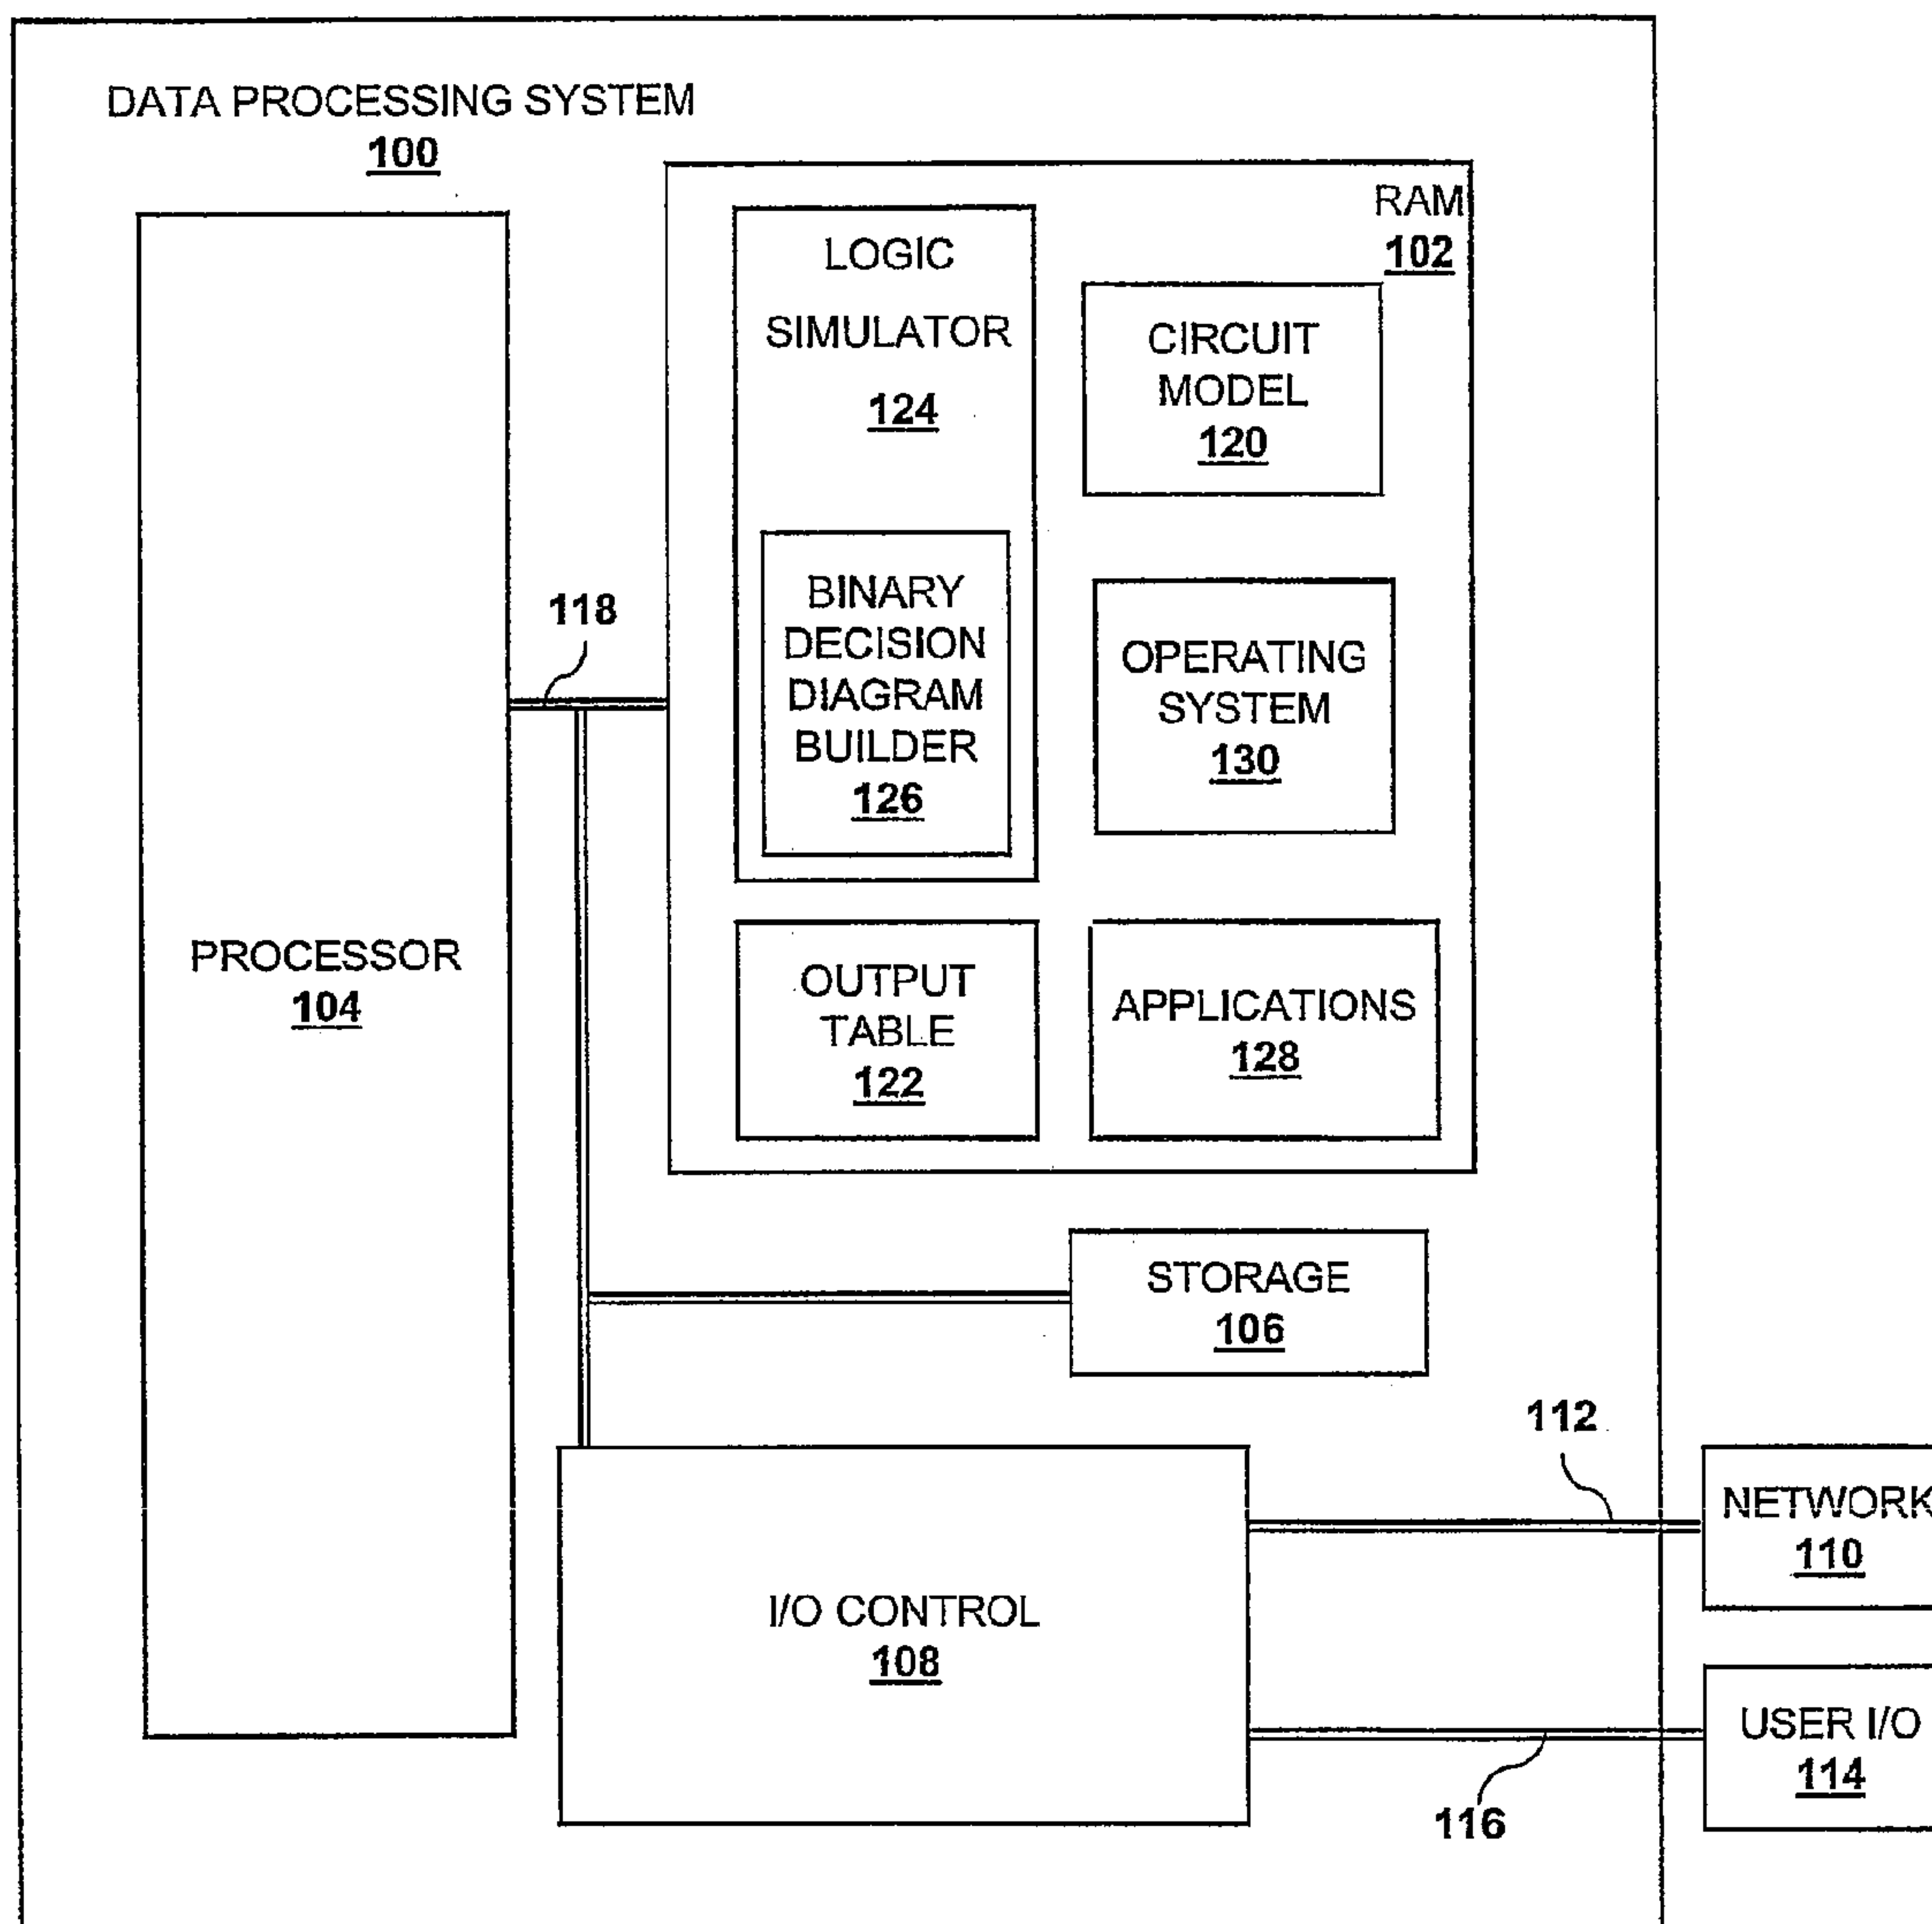 DATA PROCESSING SYSTEM
100
RAM
102
LOGIC
SIMULATOR
124
CIRCUIT
MODEL
120
BINARY
DECISION
DIAGRAM
BUILDER
126
118
OPERATING
SYSTEM
130
PROCESSOR
104
OUTPUT
TABLE
122
APPLICATIONS
128
STORAGE
106
112
NETWORK
110
I/O CONTROL
108
USER I/O
114
116